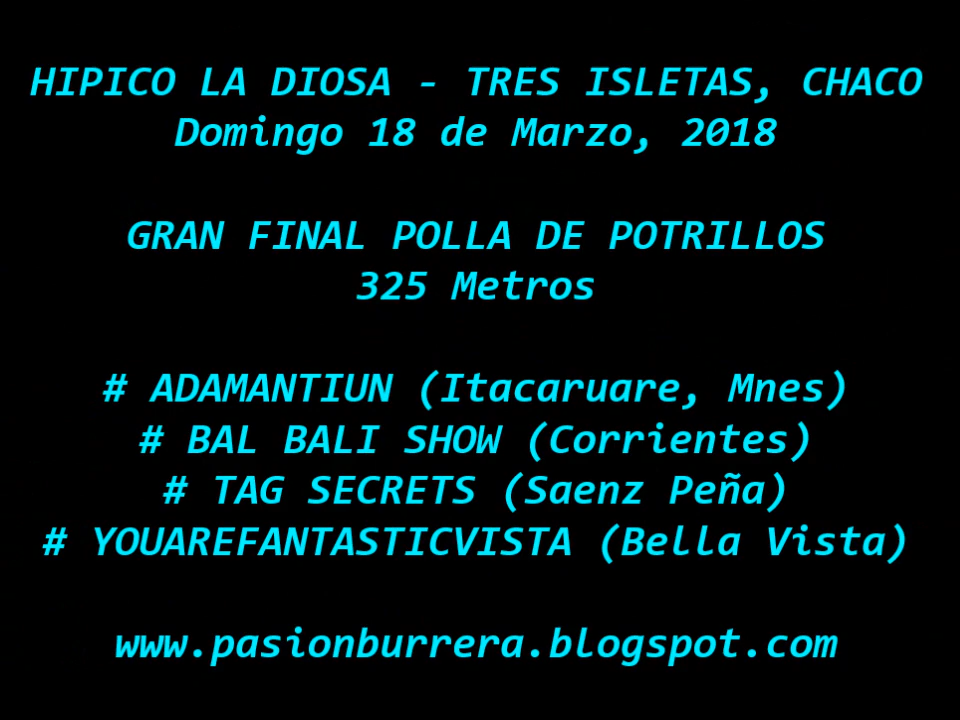 HIPICO LA DIOSA - TRES ISLETAS, CHACO
Domingo 18 de Marzo, 2018
GRAN FINAL POLLA DE POTRILLOS
325 Metros
# ADAMANTIUN (Itacaruare, Mnes)
# BAL BALI SHOW (Corrientes)
# TAG SECRETS (Saenz Peña)
# YOUAREFANTASTICVISTA (Bella Vista)
www.pasionburrera.blogspot.com